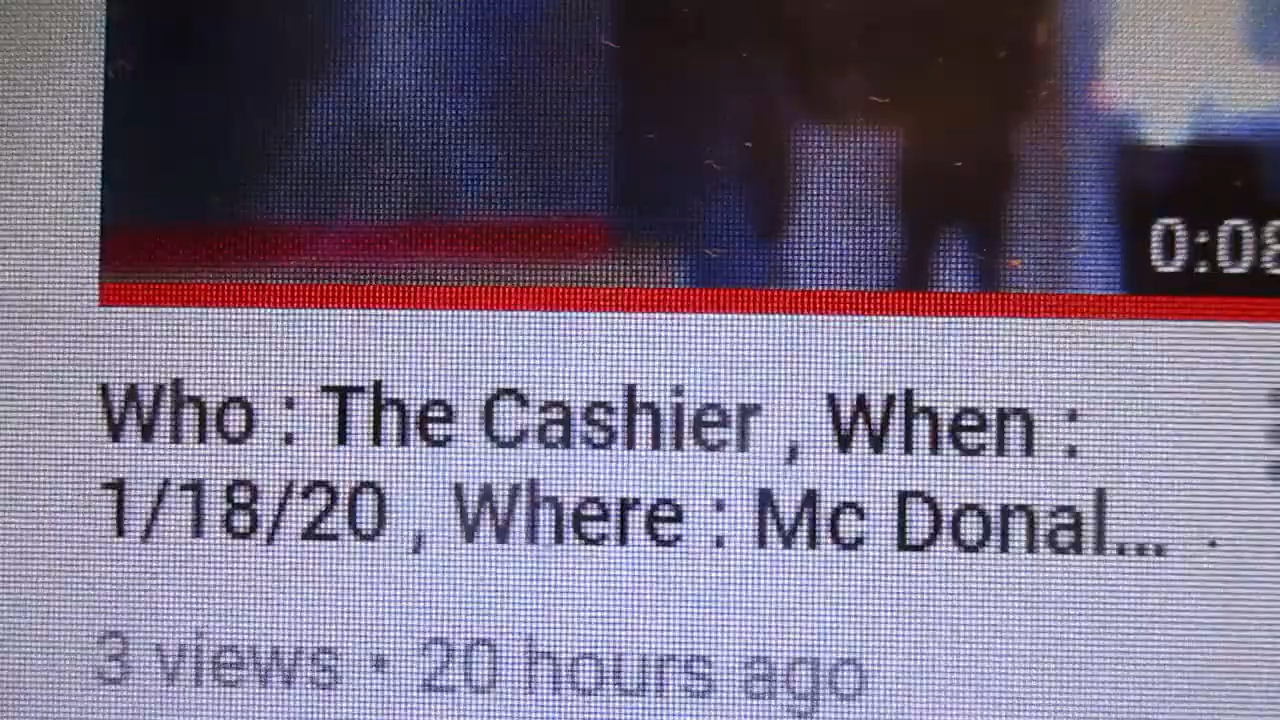 0:08
Who : The Cashier , When :
1/18/20 , Where : Mc Donal...
3 views • 20 hours ago